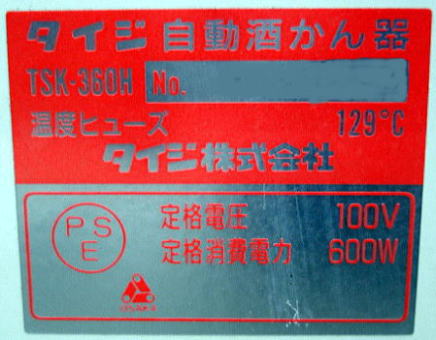 タイジ自動酒かん器
TSK-360H No.
温度ヒューズ 129℃
タイジ株式会社
PS
E
定格電圧 100V
定格消費電力 600W